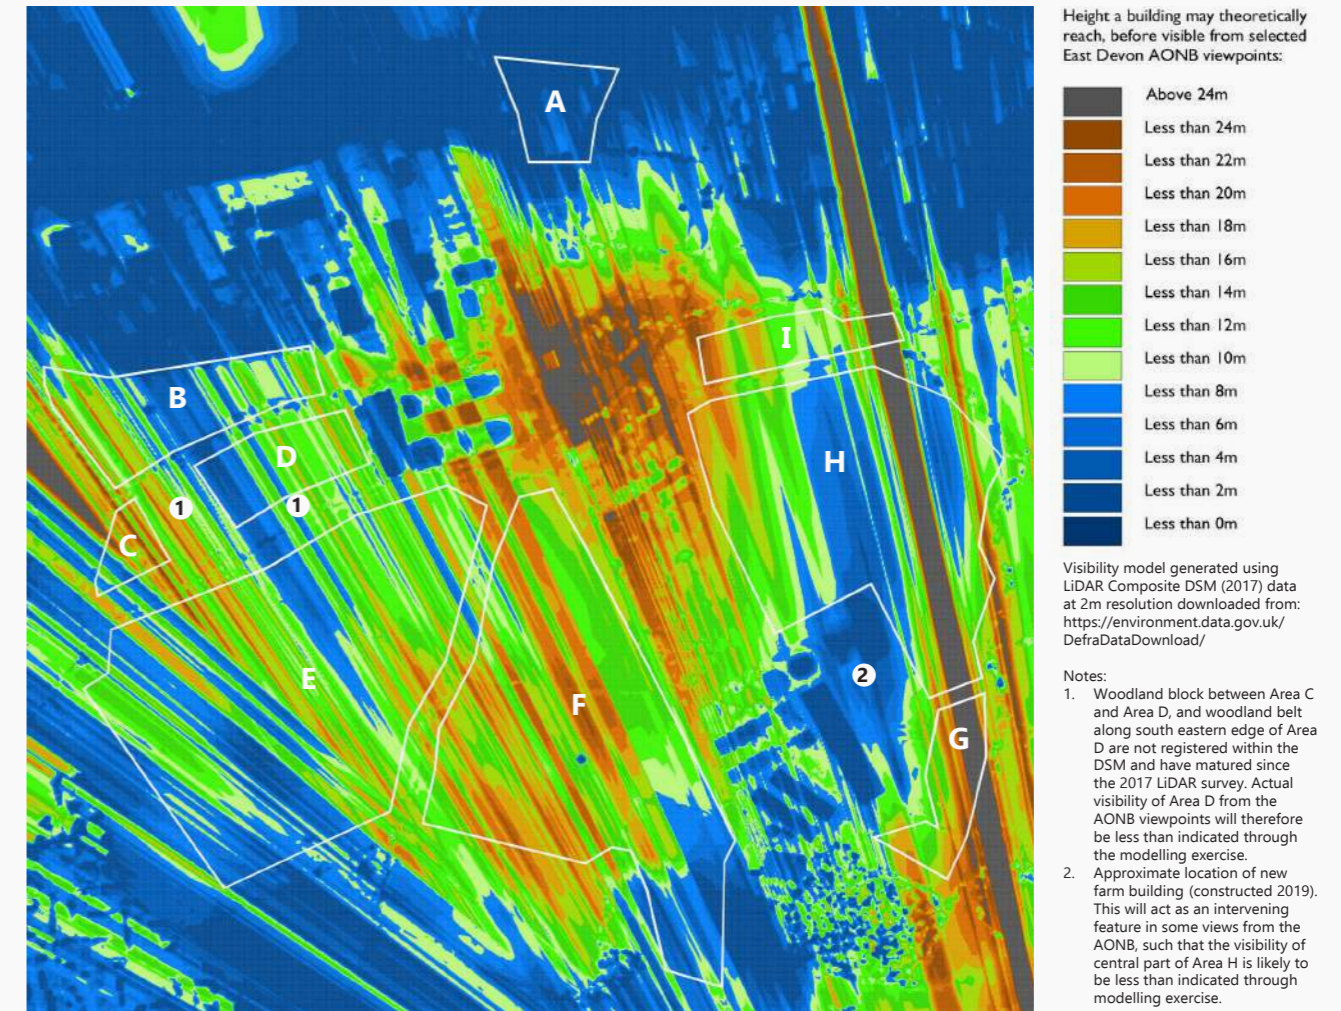 Height a building may theoretically
reach, before visible from selected
East Devon AONB viewpoints:
Above 24m
Less than 24m
Less than 22m
Less than 20m
Less than 18m
Less than 16m
Less than 14m
Less than 12m
Less than 10m
Less than 8m
Less than 6m
Less than 4m
Less than 2m
Less than 0m
Visibility model generated using
LiDAR Composite DSM (2017) data
at 2m resolution downloaded from:
https://environment.data.gov.uk/
DefraDataDownload/
Notes:
1. Woodland block between Area C
and Area D, and woodland belt
along south eastern edge of Area
D are not registered within the
DSM and have matured since
the 2017 LiDAR survey. Actual
visibility of Area D from the
AONB viewpoints will therefore
be less than indicated through
the modelling exercise.
2. Approximate location of new
farm building (constructed 2019).
This will act as an intervening
feature in some views from the
AONB, such that the visibility of
central part of Area H is likely to
be less than indicated through
modelling exercise.
A
I
B
D
H
1
1
C
E
2
F
G